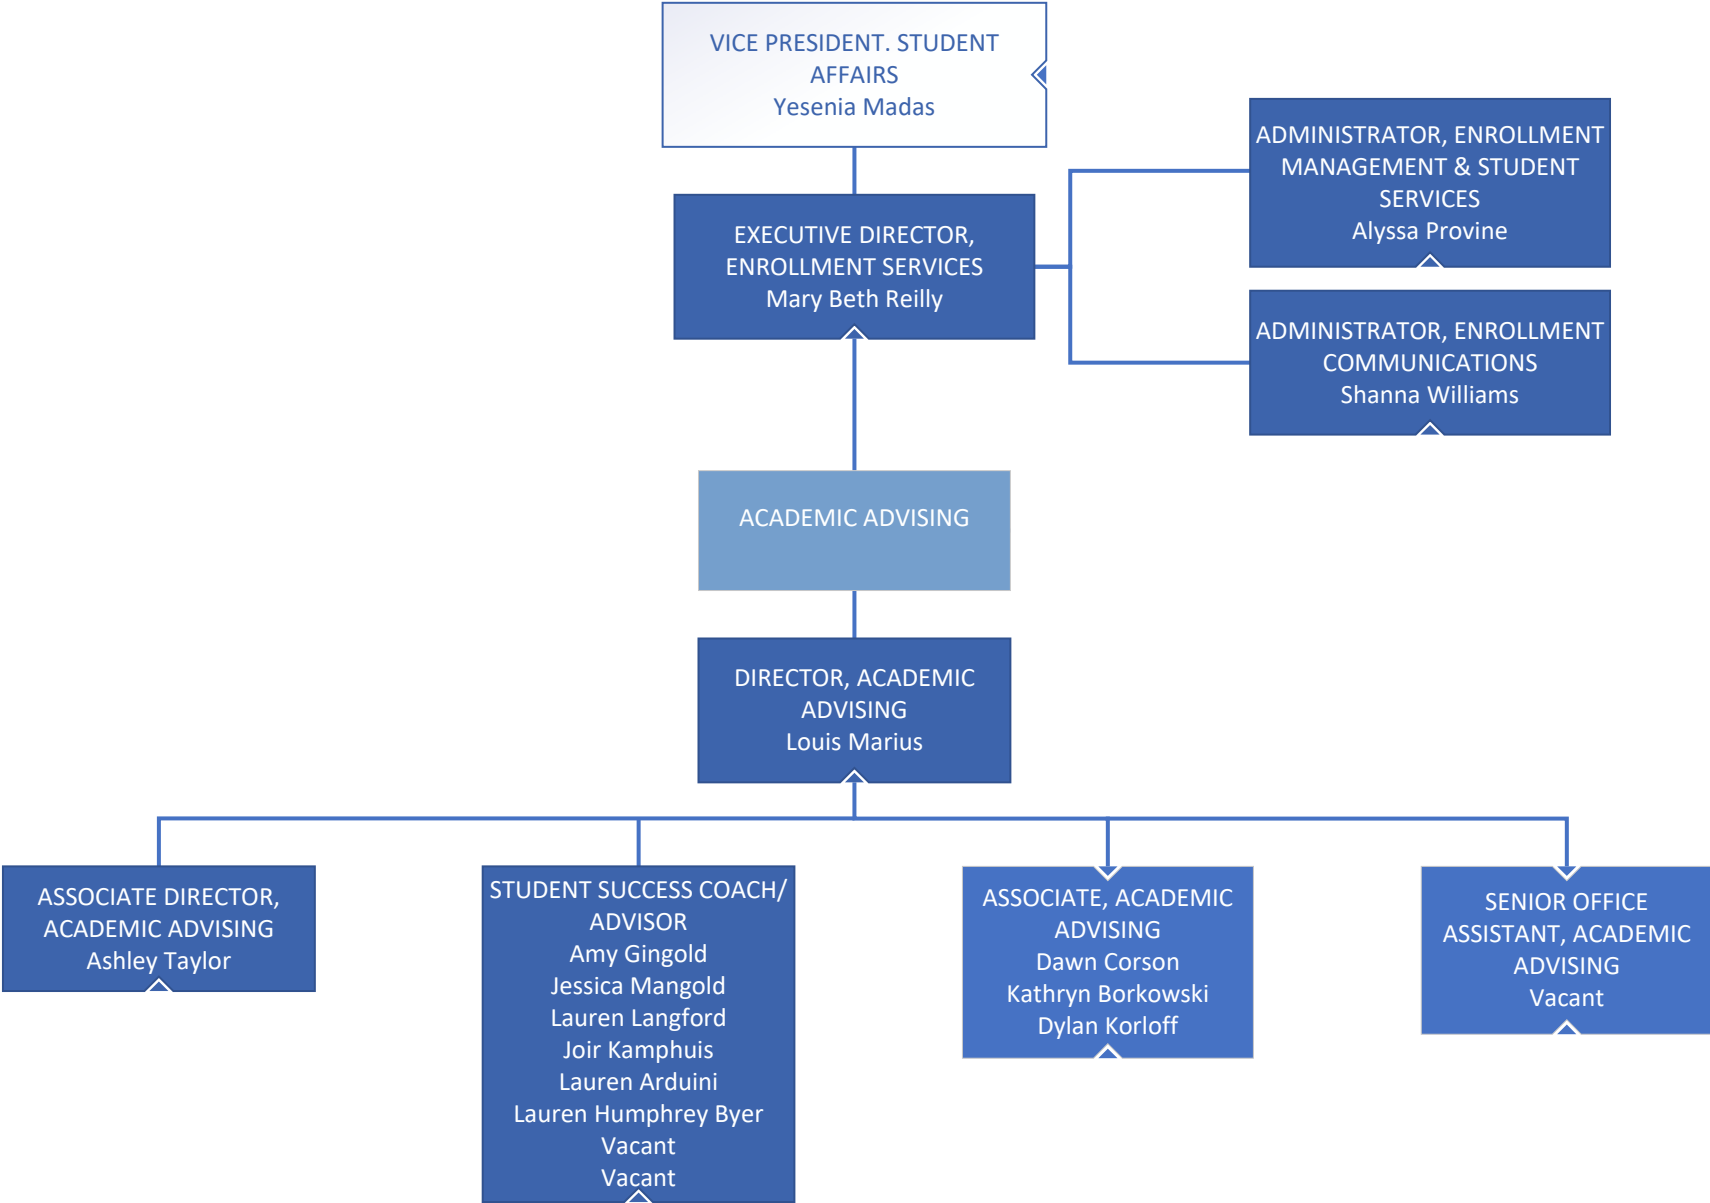 VICE PRESIDENT. STUDENT
AFFAIRS
Yesenia Madas
EXECUTIVE DIRECTOR,
ENROLLMENT SERVICES
Mary Beth Reilly
ADMINISTRATOR, ENROLLMENT
MANAGEMENT & STUDENT
SERVICES
Alyssa Provine
ADMINISTRATOR, ENROLLMENT
COMMUNICATIONS
Shanna Williams
ACADEMIC ADVISING
DIRECTOR, ACADEMIC
ADVISING
Louis Marius
ASSOCIATE DIRECTOR,
ACADEMIC ADVISING
Ashley Taylor
STUDENT SUCCESS COACH/
ADVISOR
Amy Gingold
Jessica Mangold
Lauren Langford
Joir Kamphuis
Lauren Arduini
Lauren Humphrey Byer
Vacant
Vacant
ASSOCIATE, ACADEMIC
ADVISING
Dawn Corson
Kathryn Borkowski
Dylan Korloff
SENIOR OFFICE
ASSISTANT, ACADEMIC
ADVISING
Vacant